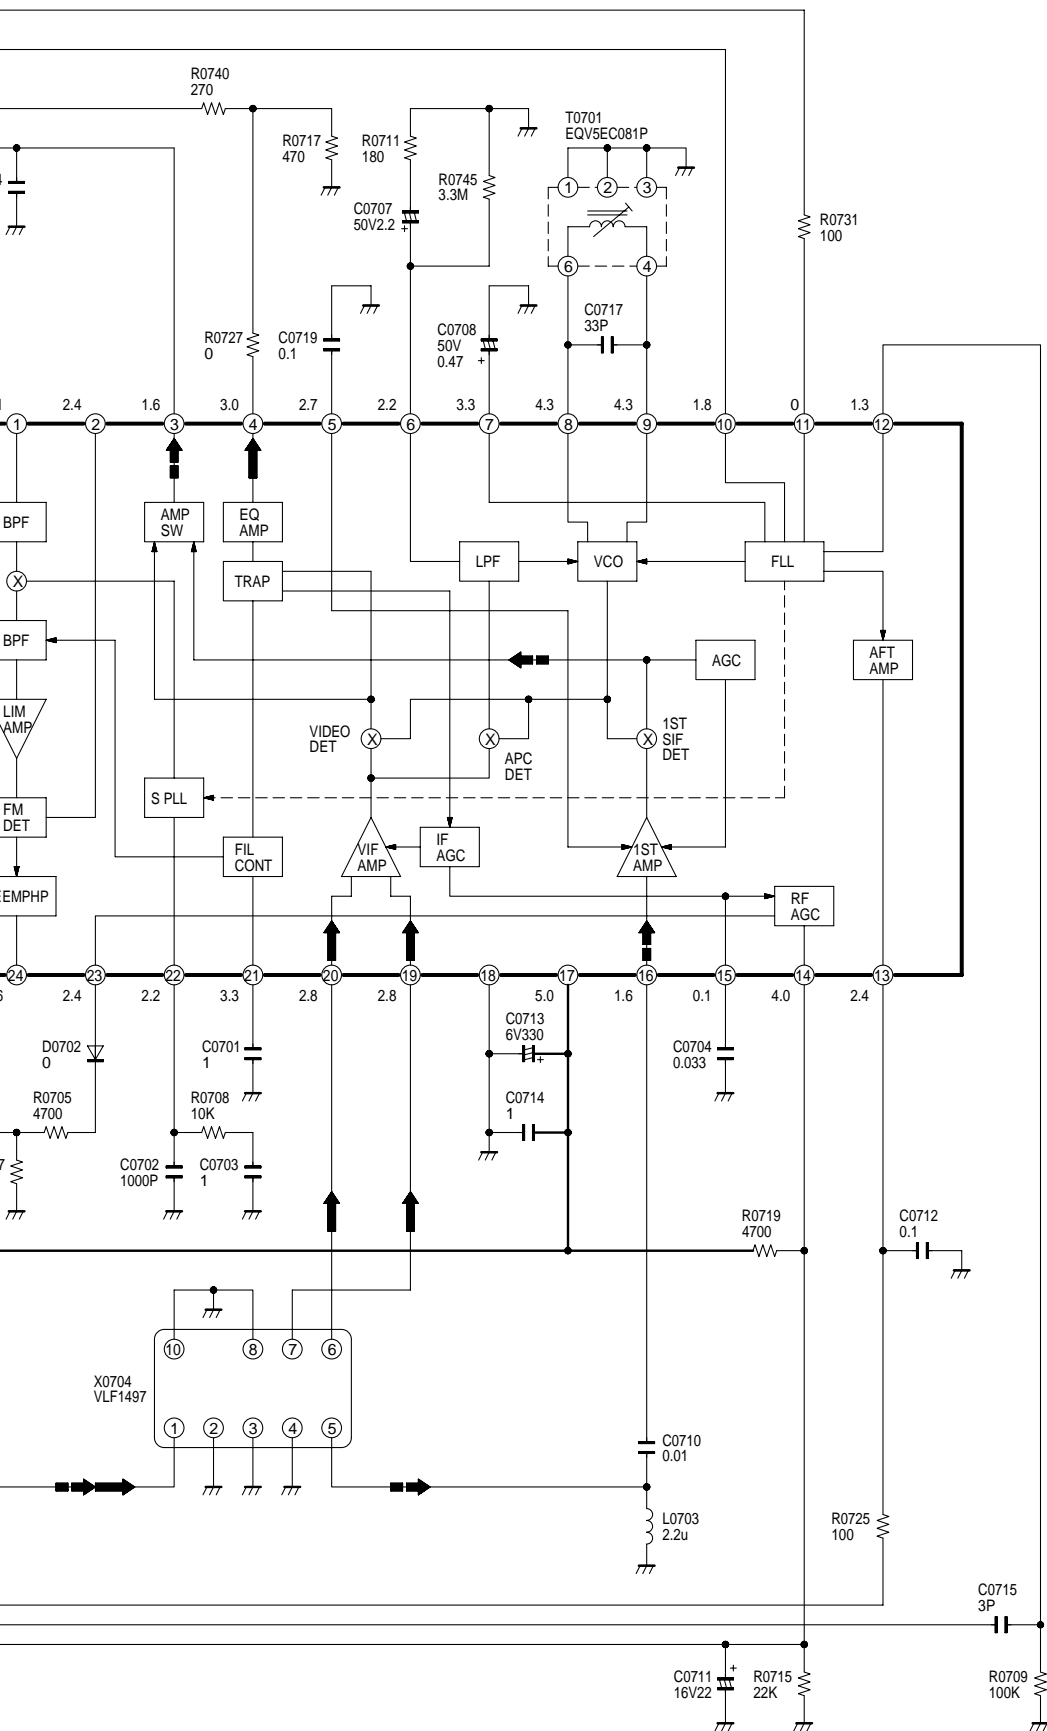 R0740
270
R0717
470
R0711
180
R0745
3.3M
C0707
50V2.2
+
T0701
EQV5EC081P
1
2
3
6
4
R0731
100
C0717
33P
R0727
0
C0719
0.1
C0708
50V
0.47
+
2.4
1.6
3.0
2.7
2.2
3.3
4.3
4.3
1.8
0
1.3
1
2
3
4
5
6
7
8
9
10
11
12
BPF
AMP
SW
EQ
AMP
TRAP
LPF
VCO
FLL
X
BPF
AGC
AFT
AMP
LIM
AMP
VIDEO
DET
X
X
APC
DET
X
1ST
SIF
DET
S PLL
FM
DET
FIL
CONT
VIF
AMP
IF
AGC
1ST
AMP
EEMPHP
RF
AGC
24
23
22
21
20
19
18
17
16
15
14
13
2.4
2.2
3.3
2.8
2.8
5.0
1.6
0.1
4.0
2.4
D0702
0
C0701
1
C0713
6V330
+
C0704
0.033
R0705
4700
R0708
10K
C0714
1
C0702
1000P
C0703
1
R0719
4700
C0712
0.1
10
8
7
6
X0704
VLF1497
1
2
3
4
5
C0710
0.01
L0703
2.2u
R0725
100
C0715
3P
C0711
16V22
+
R0715
22K
R0709
100K